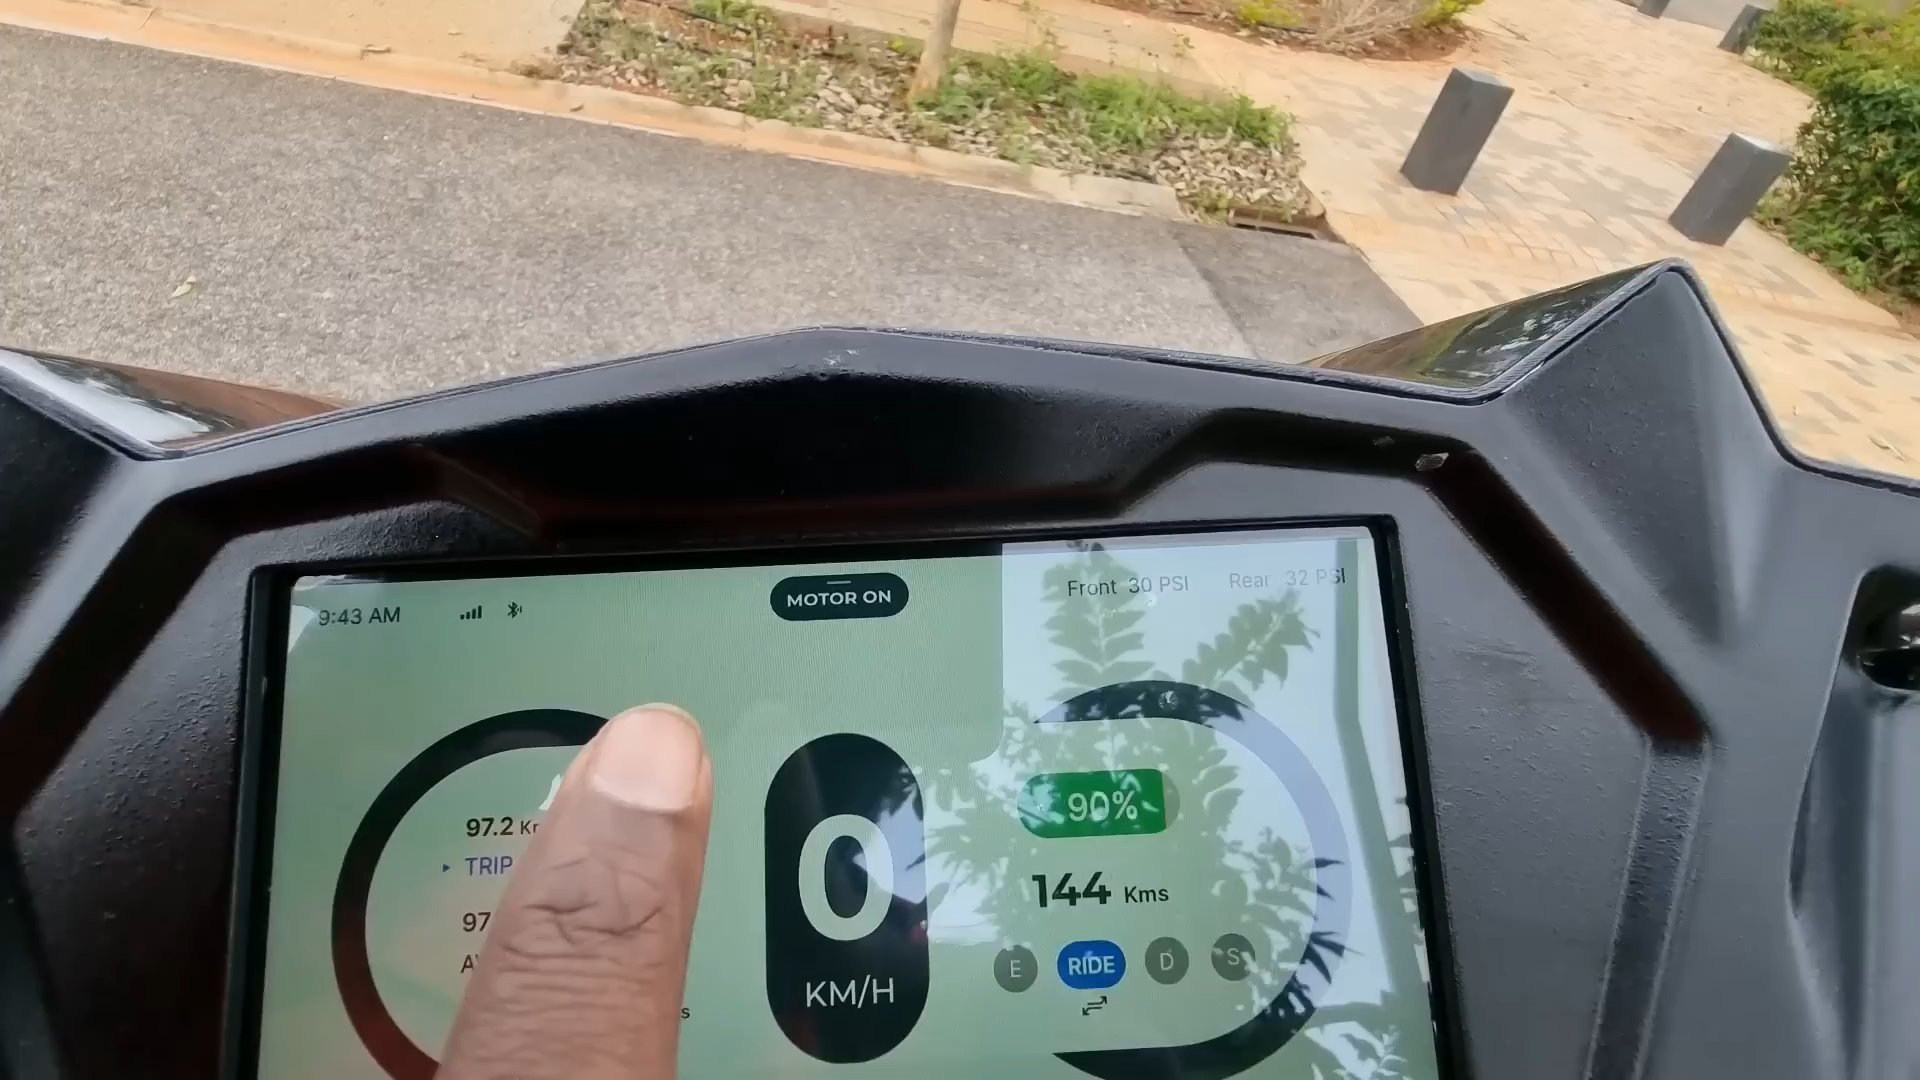 9:43 AM
MOTOR ON
Front 30 PSI Rear 32 PSI
97.2
TRIP
97
0
KM/H
90%
144 Kms
E RIDE D S